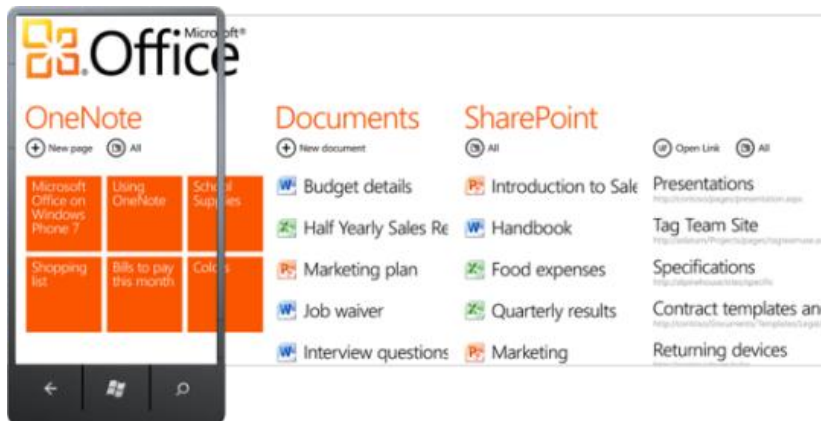 Microsoft®
Office
OneNote
New page All
Microsoft Office on Windows Phone 7
Using OneNote
School Supplies
Shopping list
Bills to pay this month
Colors
Documents
New document
Budget details
Half Yearly Sales Re
Marketing plan
Job waiver
Interview questions
SharePoint
All
Introduction to Sale
Handbook
Food expenses
Quarterly results
Marketing
Open Link All
Presentations
Tag Team Site
Specifications
Contract templates an
Returning devices